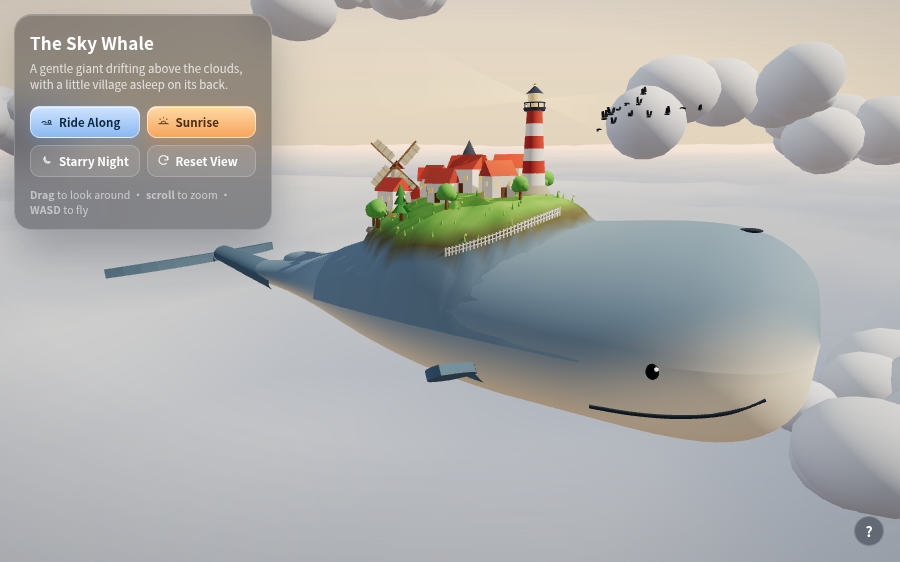 The Sky Whale
A gentle giant drifting above the clouds,
with a little village asleep on its back.
Ride Along
Sunrise
Starry Night
Reset View
Drag to look around • scroll to zoom •
WASD to fly
?